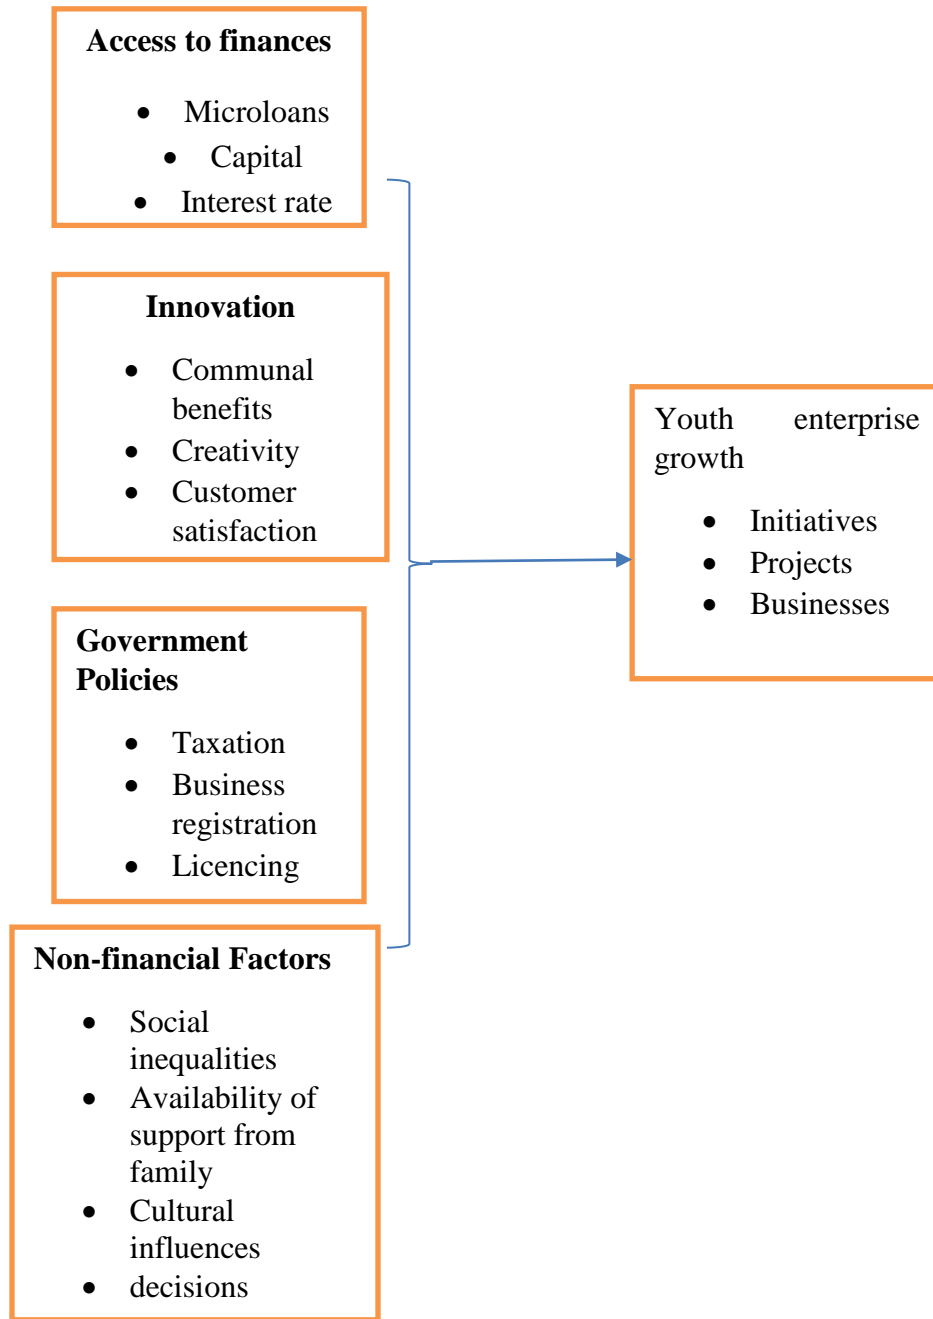 Access to finances
• Microloans
• Capital
• Interest rate
Innovation
• Communal
benefits
• Creativity
• Customer
satisfaction
Government
Policies
• Taxation
• Business
registration
• Licencing
Non-financial Factors
• Social
inequalities
• Availability of
support from
family
• Cultural
influences
• decisions
Youth enterprise
growth
• Initiatives
• Projects
• Businesses